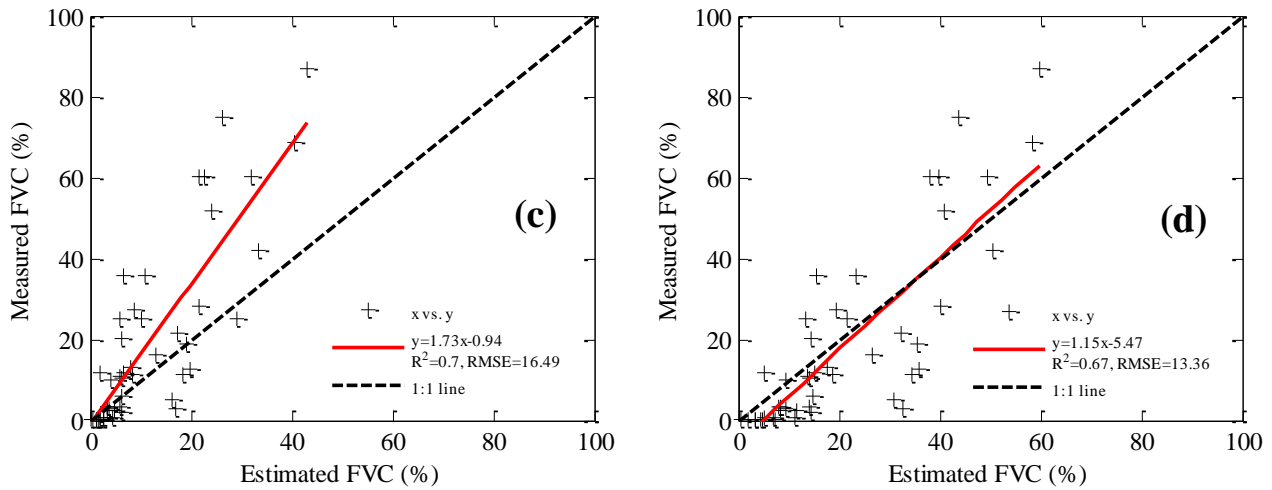 100
80
60
40
20
0
Measured FVC (%)
(c)
x vs. y
y=1.73x-0.94
R²=0.7, RMSE=16.49
1:1 line
0 20 40 60 80 100
Estimated FVC (%)
100
80
60
40
20
0
Measured FVC (%)
(d)
x vs. y
y=1.15x-5.47
R²=0.67, RMSE=13.36
1:1 line
0 20 40 60 80 100
Estimated FVC (%)